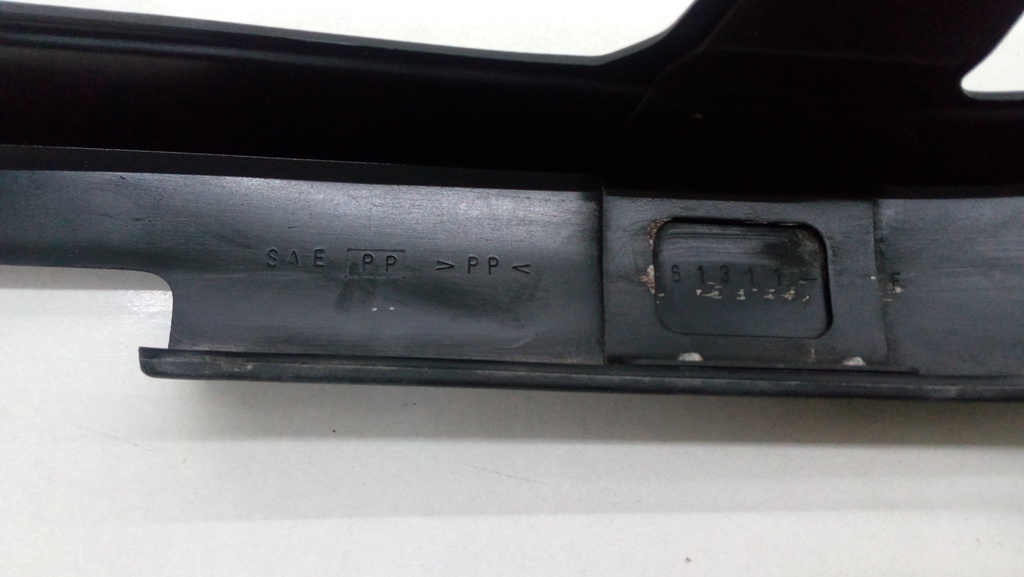 SAE PP >PP< 61311-
F